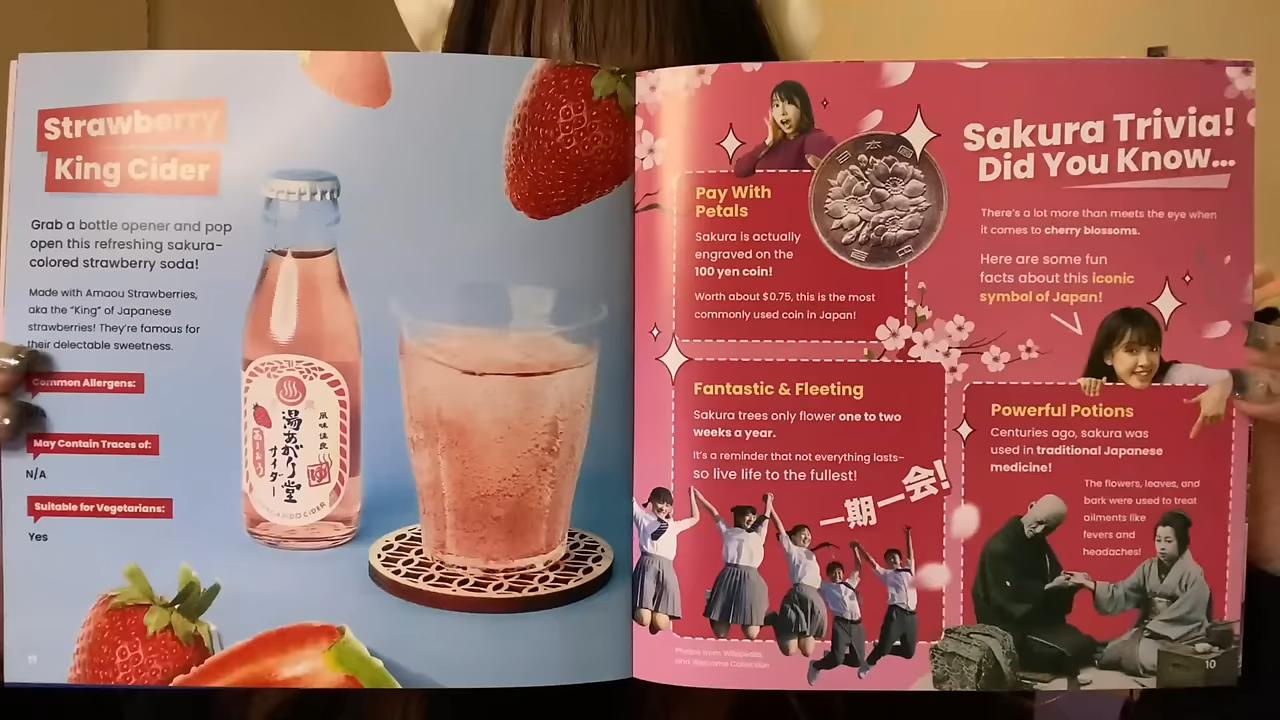 Strawberry
King Cider
Grab a bottle opener and pop
open this refreshing sakura-
colored strawberry soda!
Made with Amaou Strawberries,
aka the "King" of Japanese
strawberries! They're famous for
their delectable sweetness.
Common Allergens:
May Contain Traces of:
N/A
Suitable for Vegetarians:
Yes
風味佳良
湯あがり堂
サイダー
CIDER
Pay With
Petals
Sakura is actually
engraved on the
100 yen coin!
Worth about $0.75, this is the most
commonly used coin in Japan!
日本国
百円
Fantastic & Fleeting
Sakura trees only flower one to two
weeks a year.
It's a reminder that not everything lasts–
so live life to the fullest!
一期一会!
Photos from Wikipedia
and Wellcome Collection
Sakura Trivia!
Did You Know...
There's a lot more than meets the eye when
it comes to cherry blossoms.
Here are some fun
facts about this iconic
symbol of Japan!
Powerful Potions
Centuries ago, sakura was
used in traditional Japanese
medicine!
The flowers, leaves, and
bark were used to treat
ailments like
fevers and
headaches!
10